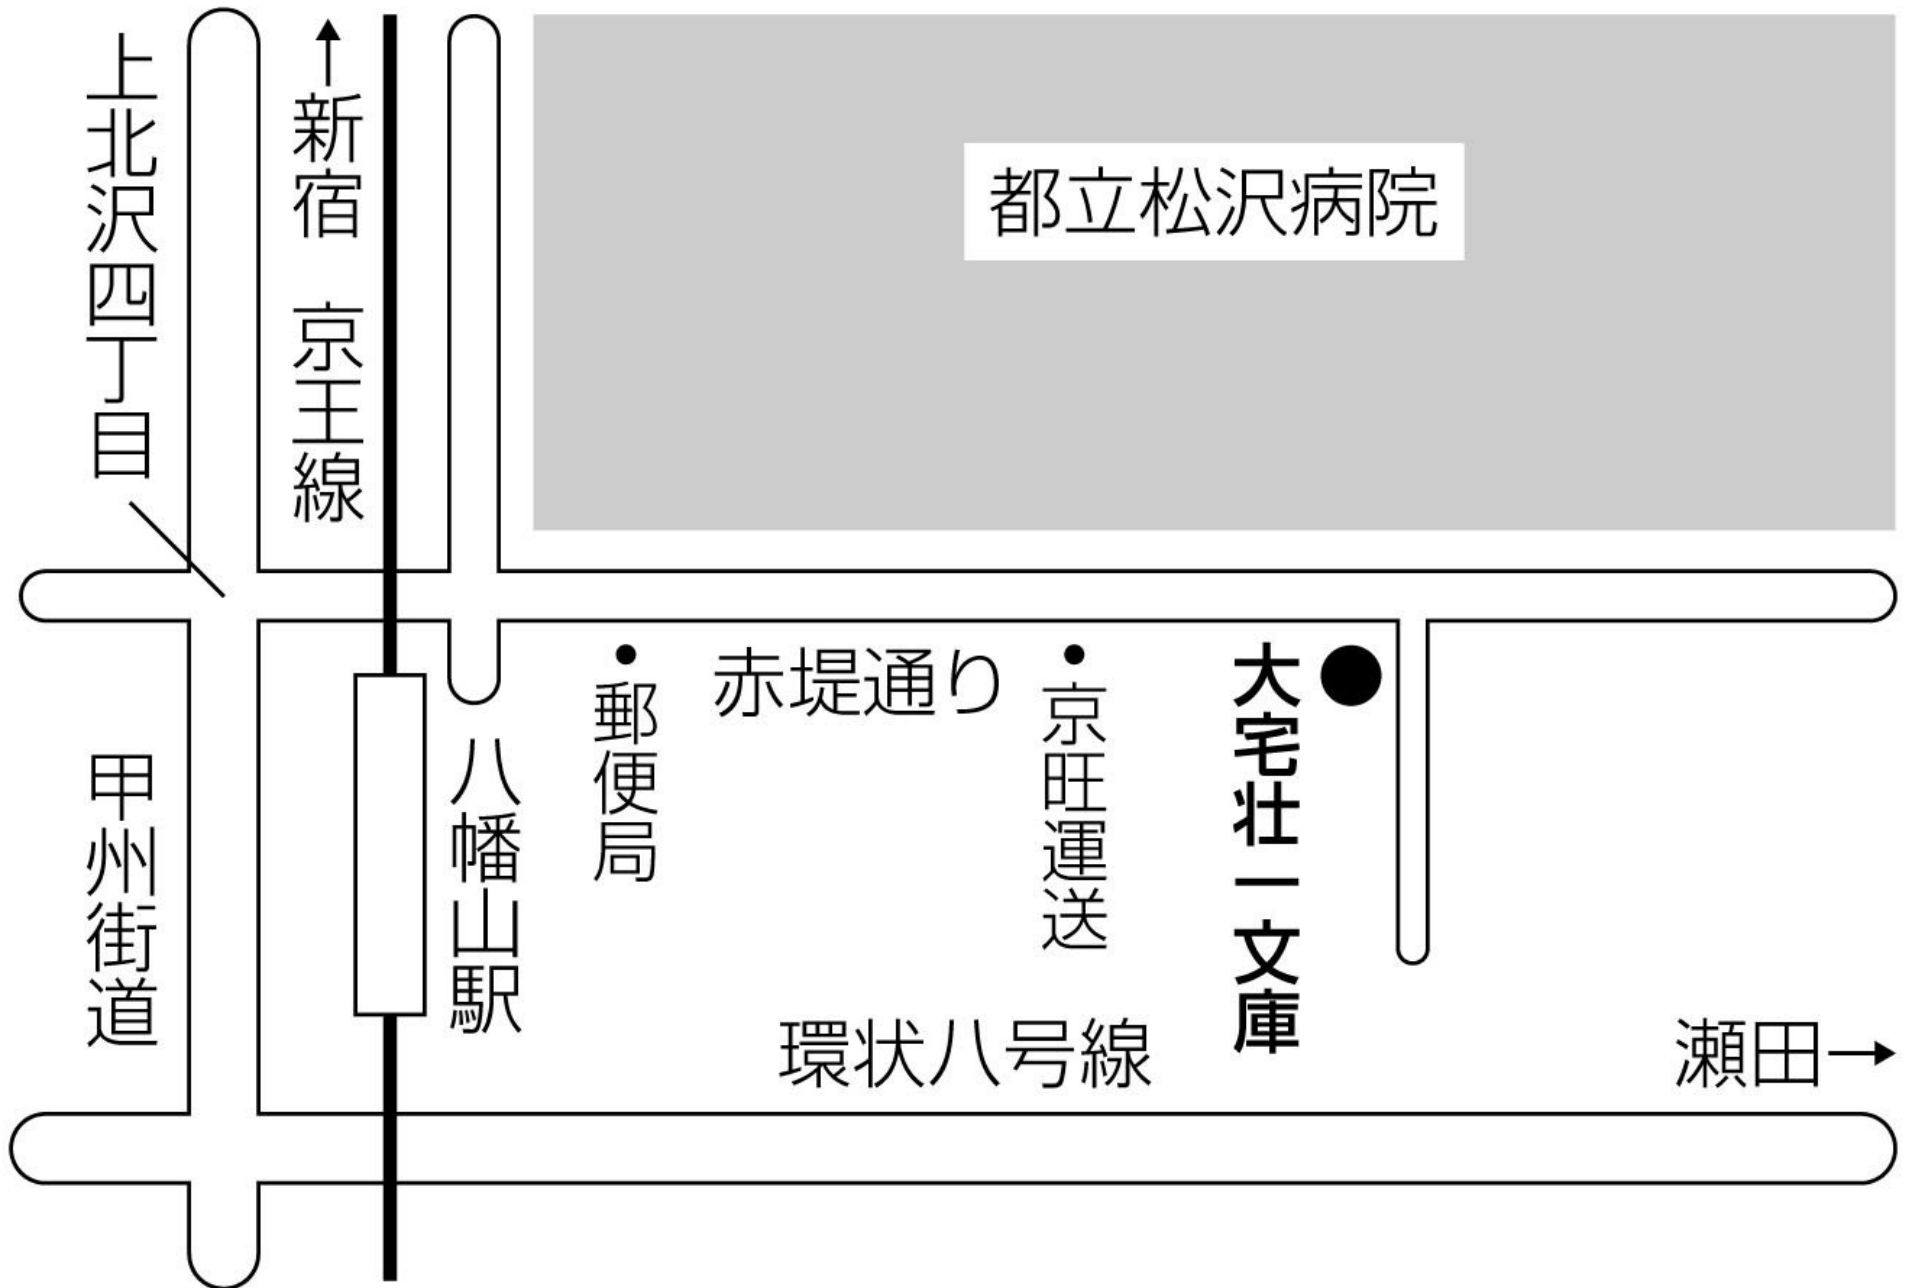 上北沢四丁目
↑新宿 京王線
都立松沢病院
赤堤通り
・郵便局
・京旺運送
大宅壮一文庫
甲州街道
八幡山駅
環状八号線
瀬田→